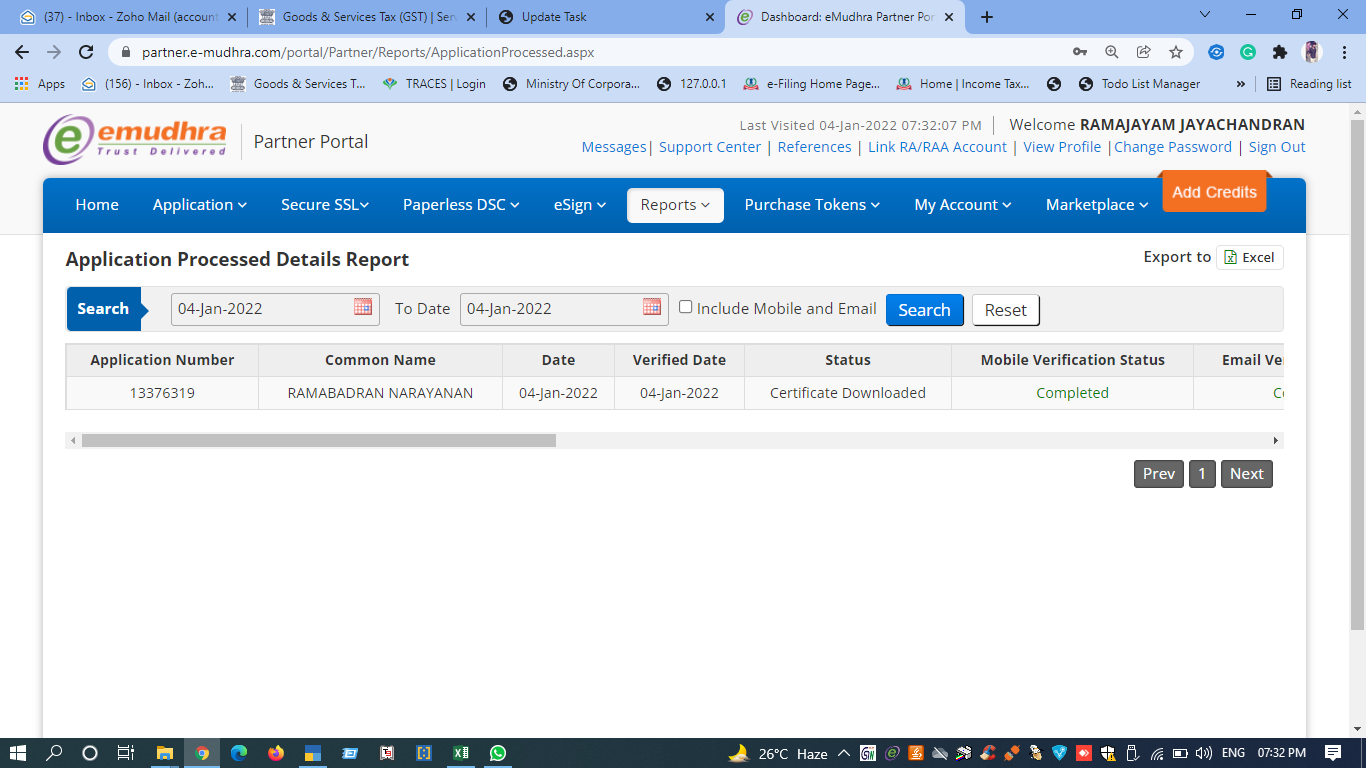 (37) - Inbox - Zoho Mail (account
Goods & Services Tax (GST) | Serv
Update Task
Dashboard: eMudhra Partner Por
partner.e-mudhra.com/portal/Partner/Reports/ApplicationProcessed.aspx
Apps
(156) - Inbox - Zoh...
Goods & Services T...
TRACES | Login
Ministry Of Corpora...
127.0.0.1
e-Filing Home Page...
Home | Income Tax...
Todo List Manager
»
Reading list
emudhra
Trust Delivered
Partner Portal
Last Visited 04-Jan-2022 07:32:07 PM
Welcome RAMAJAYAM JAYACHANDRAN
Messages| Support Center | References | Link RA/RAA Account | View Profile |Change Password | Sign Out
Home
Application
Secure SSL
Paperless DSC
eSign
Reports
Purchase Tokens
My Account
Marketplace
Add Credits
Application Processed Details Report
Export to
Excel
Search
04-Jan-2022
To Date
04-Jan-2022
Include Mobile and Email
Search
Reset
Application Number Common Name Date Verified Date Status Mobile Verification Status Email Ve
13376319 RAMABADRAN NARAYANAN 04-Jan-2022 04-Jan-2022 Certificate Downloaded Completed C
Prev
1
Next
26°C Haze
ENG
07:32 PM